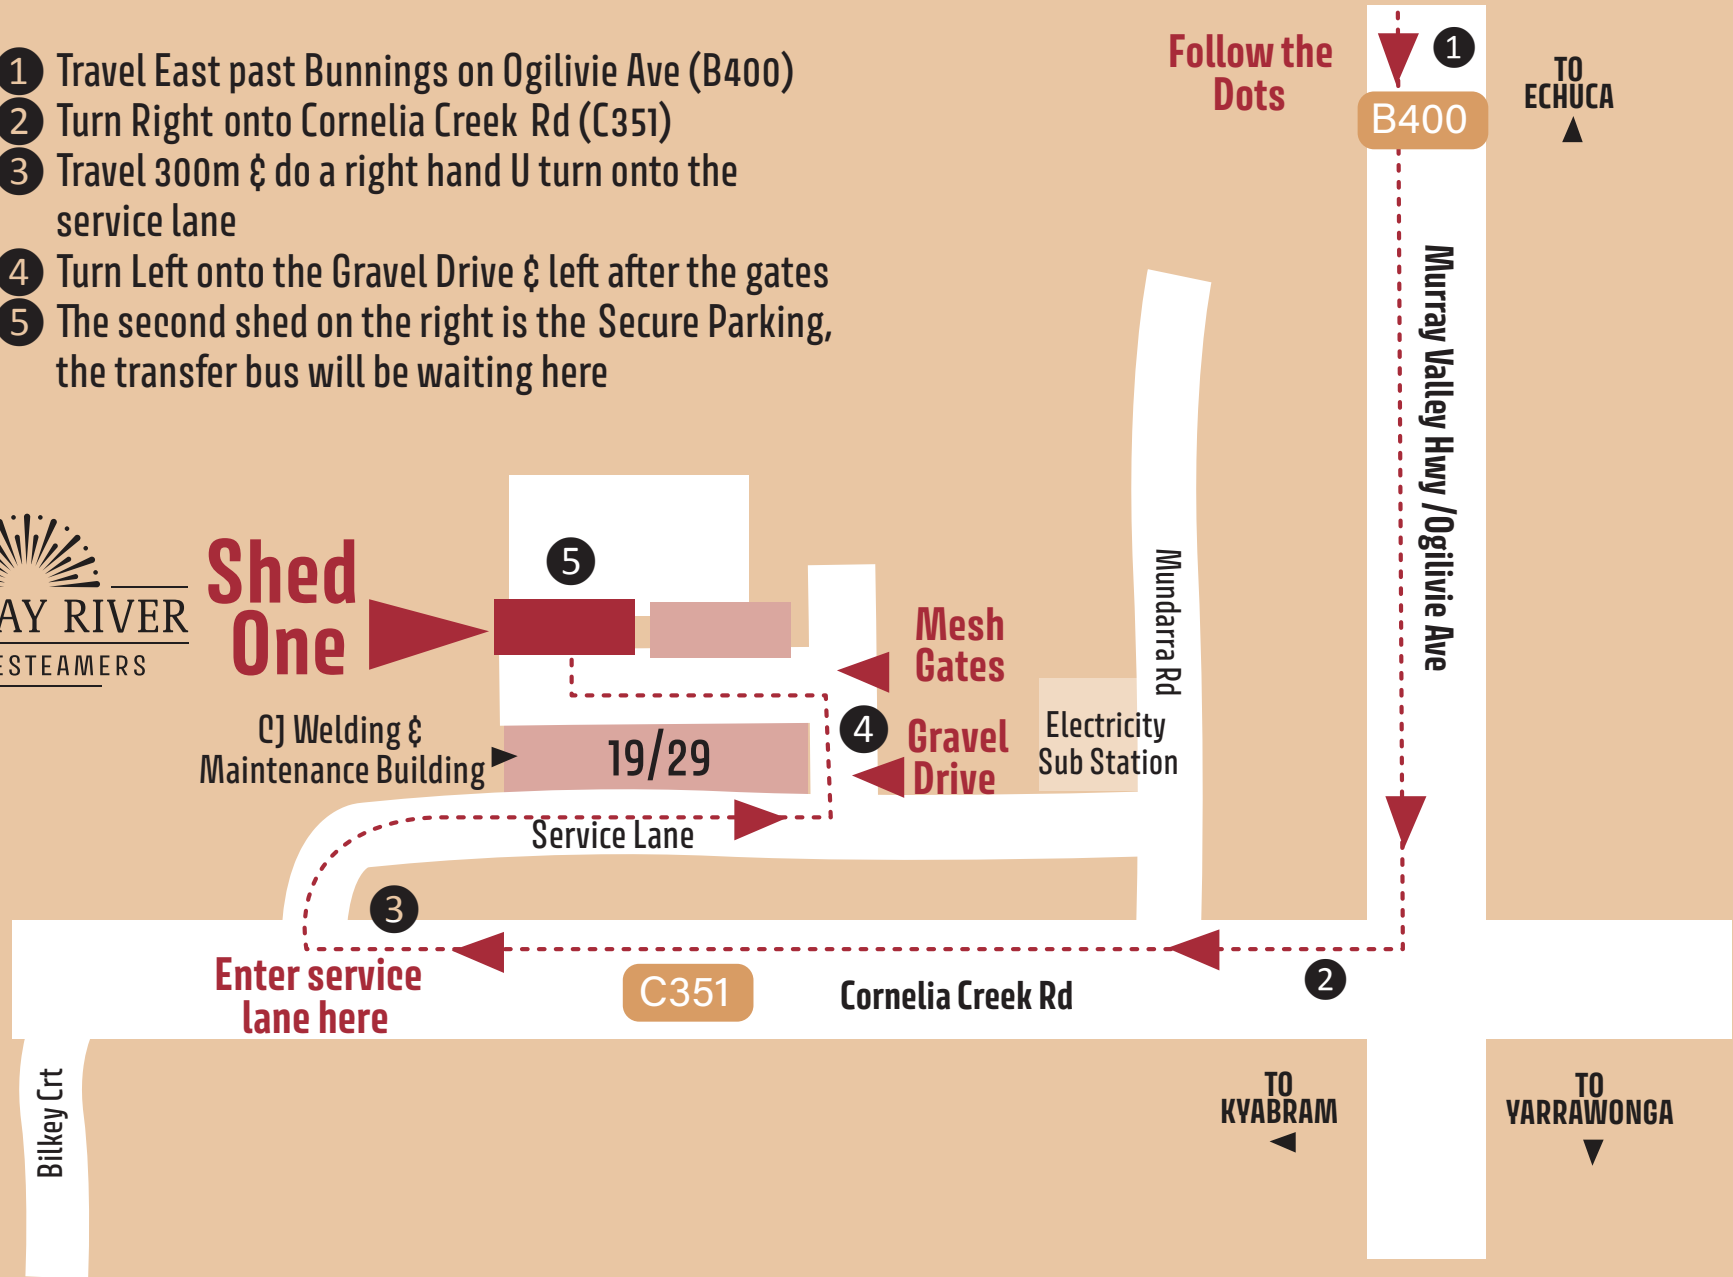 1 Travel East past Bunnings on Ogilivie Ave (B400)
2 Turn Right onto Cornelia Creek Rd (C351)
3 Travel 300m & do a right hand U turn onto the
service lane
4 Turn Left onto the Gravel Drive & left after the gates
5 The second shed on the right is the Secure Parking,
the transfer bus will be waiting here
Follow the
Dots
1
B400
TO
ECHUCA
Murray Valley Hwy /Ogilivie Ave
AY RIVER
ESTEAMERS
Shed
One
5
Mesh
Gates
Mundarra Rd
CJ Welding &
Maintenance Building
19/29
4
Gravel
Drive
Electricity
Sub Station
Service Lane
3
Enter service
lane here
C351
Cornelia Creek Rd
2
Bilkey Crt
TO
KYABRAM
TO
YARRAWONGA